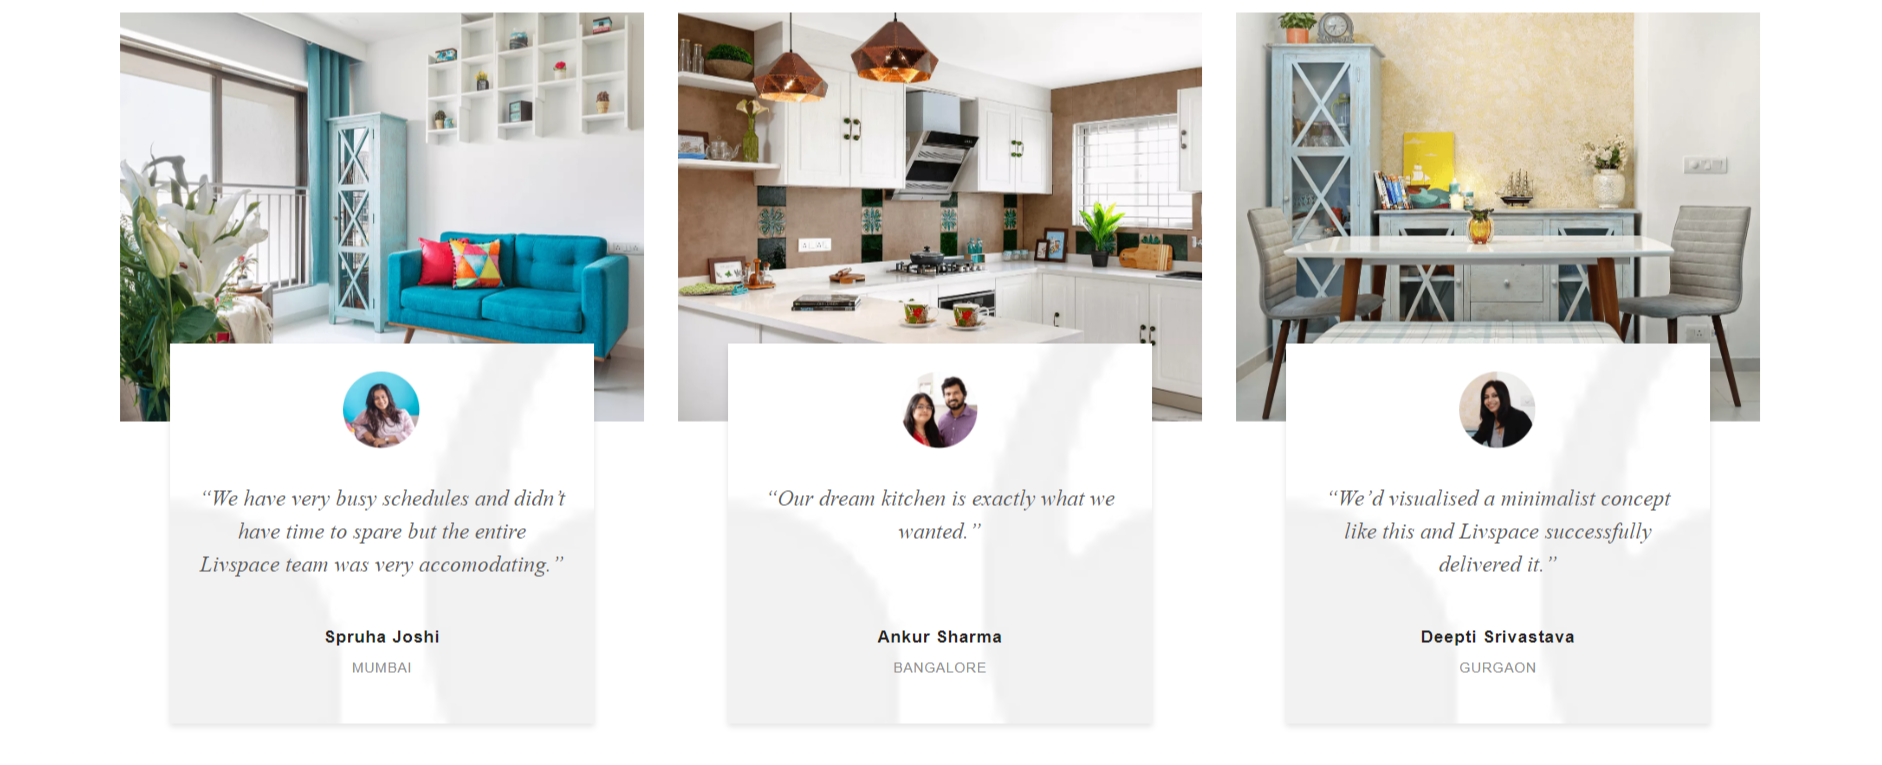 “We have very busy schedules and didn’t
have time to spare but the entire
Livspace team was very accomodating.”
Spruha Joshi
MUMBAI
“Our dream kitchen is exactly what we
wanted.”
Ankur Sharma
BANGALORE
“We’d visualised a minimalist concept
like this and Livspace successfully
delivered it.”
Deepti Srivastava
GURGAON